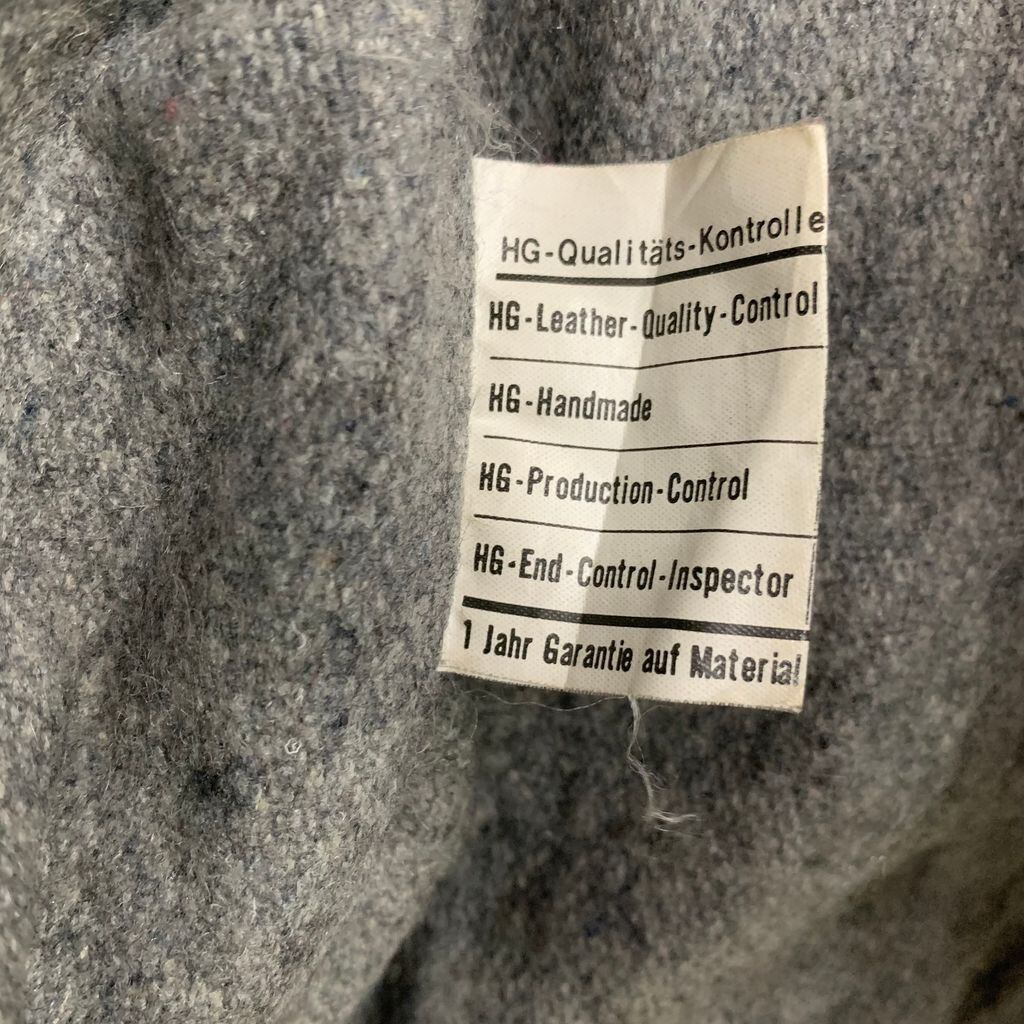 HG-Qualitäts-Kontrolle
HG-Leather-Quality-Control
HG-Handmade
HG-Production-Control
HG-End-Control-Inspector
1 Jahr Garantie auf Material